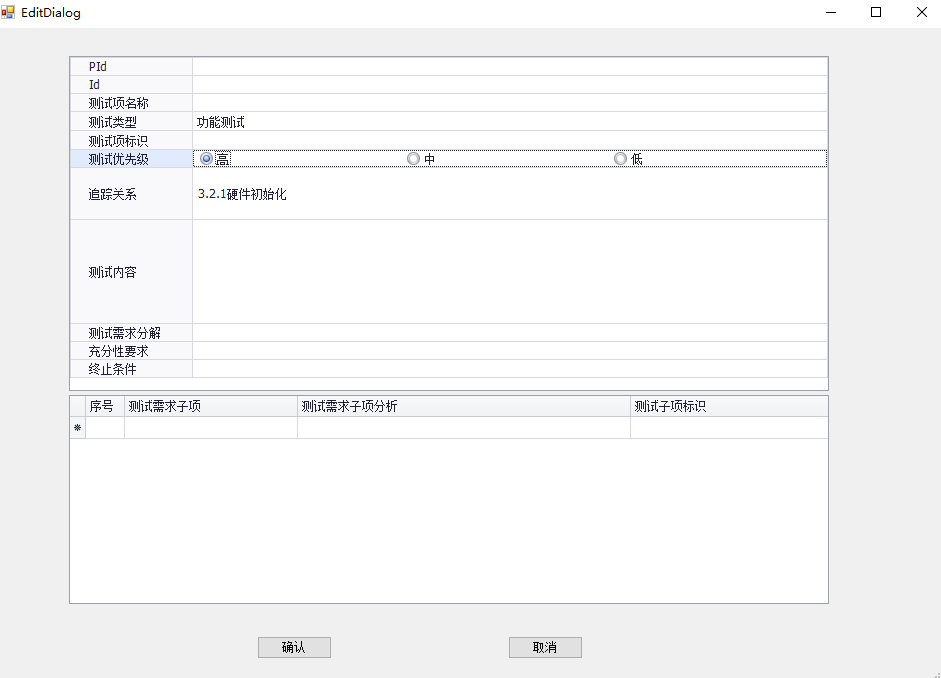 EditDialog
PId
Id
测试项名称
测试类型 功能测试
测试项标识
测试优先级 高 中 低
追踪关系 3.2.1硬件初始化
测试内容
测试需求分解
充分性要求
终止条件
序号 测试需求子项 测试需求子项分析 测试子项标识
*
确认 取消